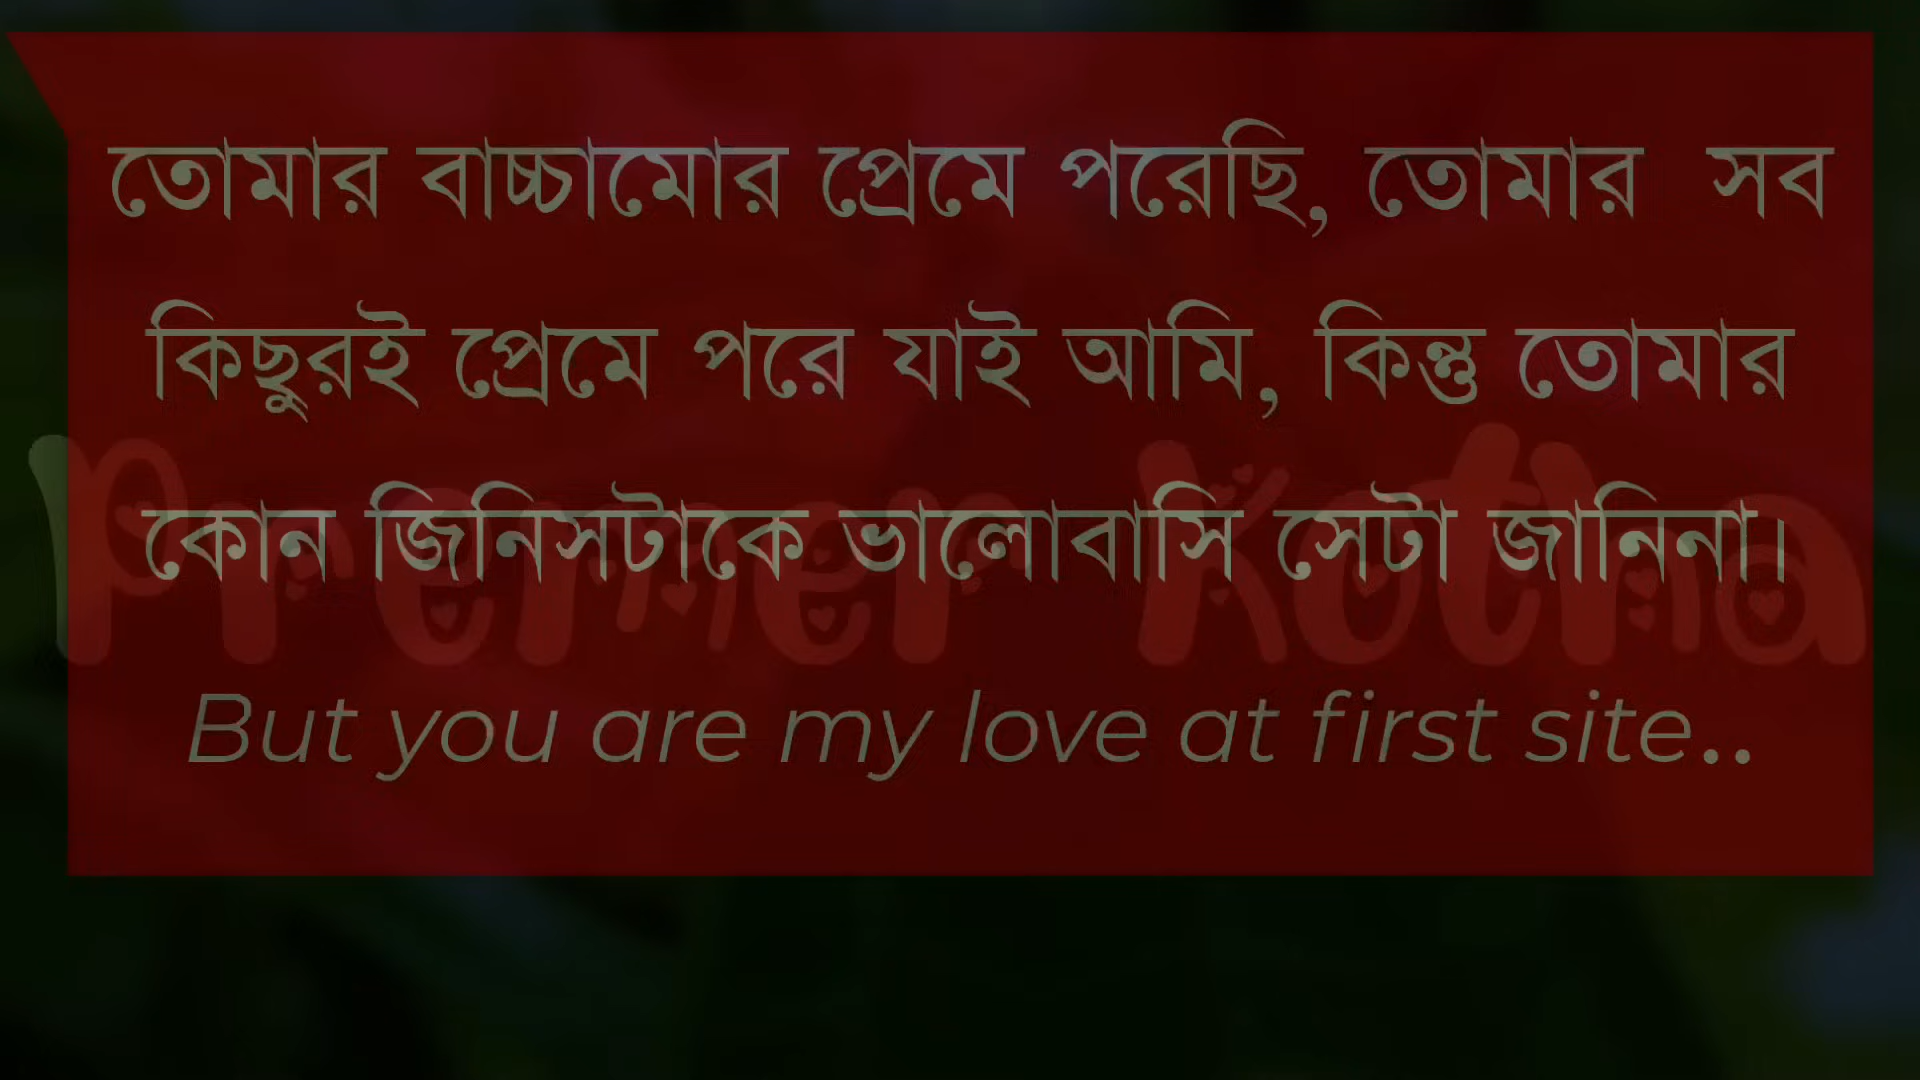 তোমার বাচ্চামোর প্রেমে পরেছি, তোমার সব
কিছুরই প্রেমে পরে যাই আমি, কিন্তু তোমার
কোন জিনিসটাকে ভালোবাসি সেটা জানিনা।
Premer Kotha
But you are my love at first site..